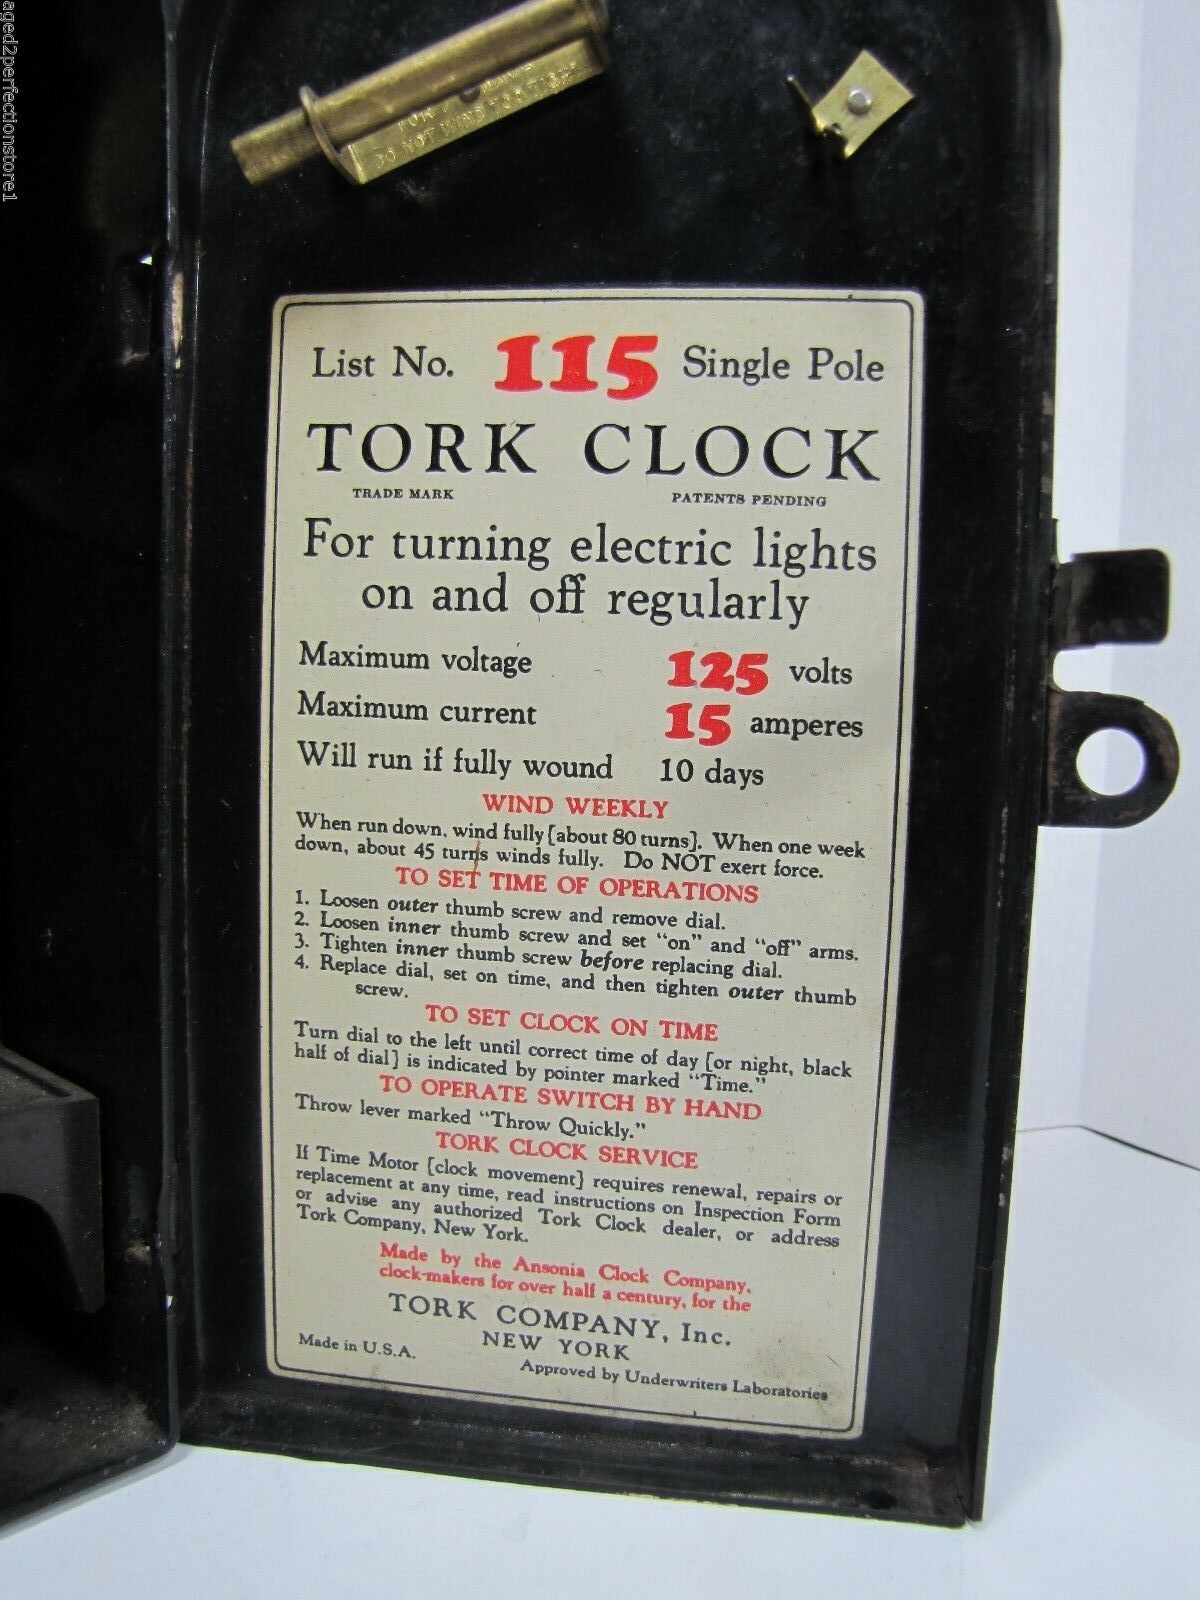 aged2perfectionstore1
FOR
DO NOT WIND TOO TIGHT
List No. 115 Single Pole
TORK CLOCK
TRADE MARK PATENTS PENDING
For turning electric lights
on and off regularly
Maximum voltage 125 volts
Maximum current 15 amperes
Will run if fully wound 10 days
WIND WEEKLY
When run down, wind fully [about 80 turns]. When one week
down, about 45 turns winds fully. Do NOT exert force.
TO SET TIME OF OPERATIONS
1. Loosen outer thumb screw and remove dial.
2. Loosen inner thumb screw and set "on" and "off" arms.
3. Tighten inner thumb screw before replacing dial.
4. Replace dial, set on time, and then tighten outer thumb
screw.
TO SET CLOCK ON TIME
Turn dial to the left until correct time of day [or night, black
half of dial] is indicated by pointer marked "Time."
TO OPERATE SWITCH BY HAND
Throw lever marked "Throw Quickly."
TORK CLOCK SERVICE
If Time Motor [clock movement] requires renewal, repairs or
replacement at any time, read instructions on Inspection Form
or advise any authorized Tork Clock dealer, or address
Tork Company, New York.
Made by the Ansonia Clock Company,
clock-makers for over half a century, for the
TORK COMPANY, Inc.
NEW YORK
Made in U.S.A.
Approved by Underwriters Laboratories